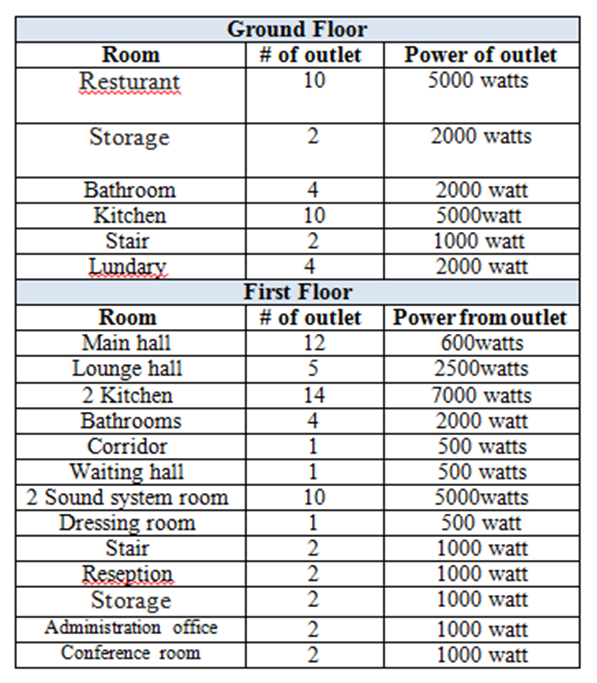 Ground Floor
Room # of outlet Power of outlet
Resturant 10 5000 watts
Storage 2 2000 watts
Bathroom 4 2000 watt
Kitchen 10 5000watt
Stair 2 1000 watt
Lundary 4 2000 watt
First Floor
Room # of outlet Power from outlet
Main hall 12 600watts
Lounge hall 5 2500watts
2 Kitchen 14 7000 watts
Bathrooms 4 2000 watt
Corridor 1 500 watts
Waiting hall 1 500 watts
2 Sound system room 10 5000watts
Dressing room 1 500 watt
Stair 2 1000 watt
Reseption 2 1000 watt
Storage 2 1000 watt
Administration office 2 1000 watt
Conference room 2 1000 watt